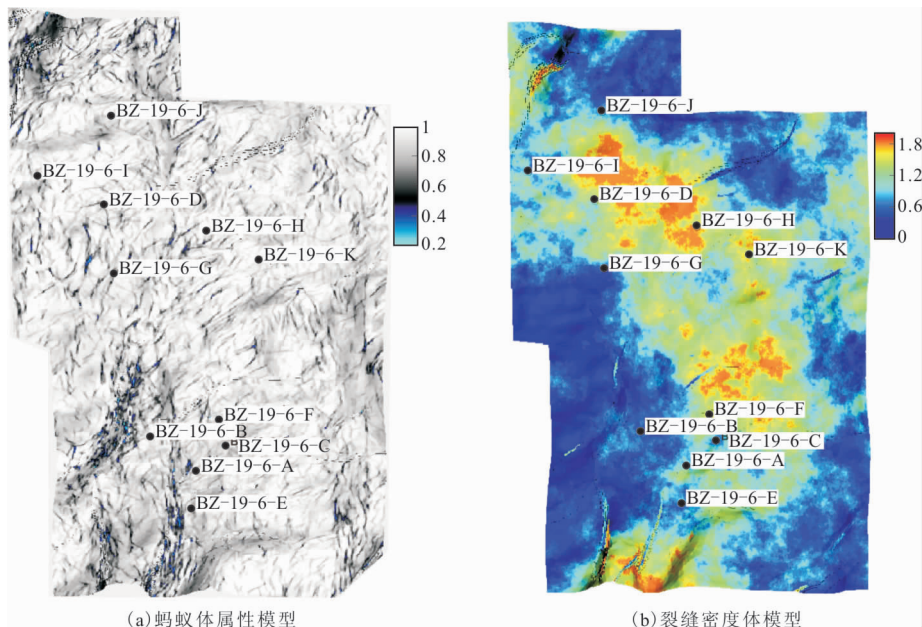 BZ-19-6-J
BZ-19-6-I
BZ-19-6-D
BZ-19-6-H
BZ-19-6-K
BZ-19-6-G
BZ-19-6-F
BZ-19-6-B
BZ-19-6-C
BZ-19-6-A
BZ-19-6-E
1
0.8
0.6
0.4
0.2
(a)蚂蚁体属性模型
BZ-19-6-J
BZ-19-6-I
BZ-19-6-D
BZ-19-6-H
BZ-19-6-K
BZ-19-6-G
BZ-19-6-F
BZ-19-6-B
BZ-19-6-C
BZ-19-6-A
BZ-19-6-E
1.8
1.2
0.6
0
(b)裂缝密度体模型